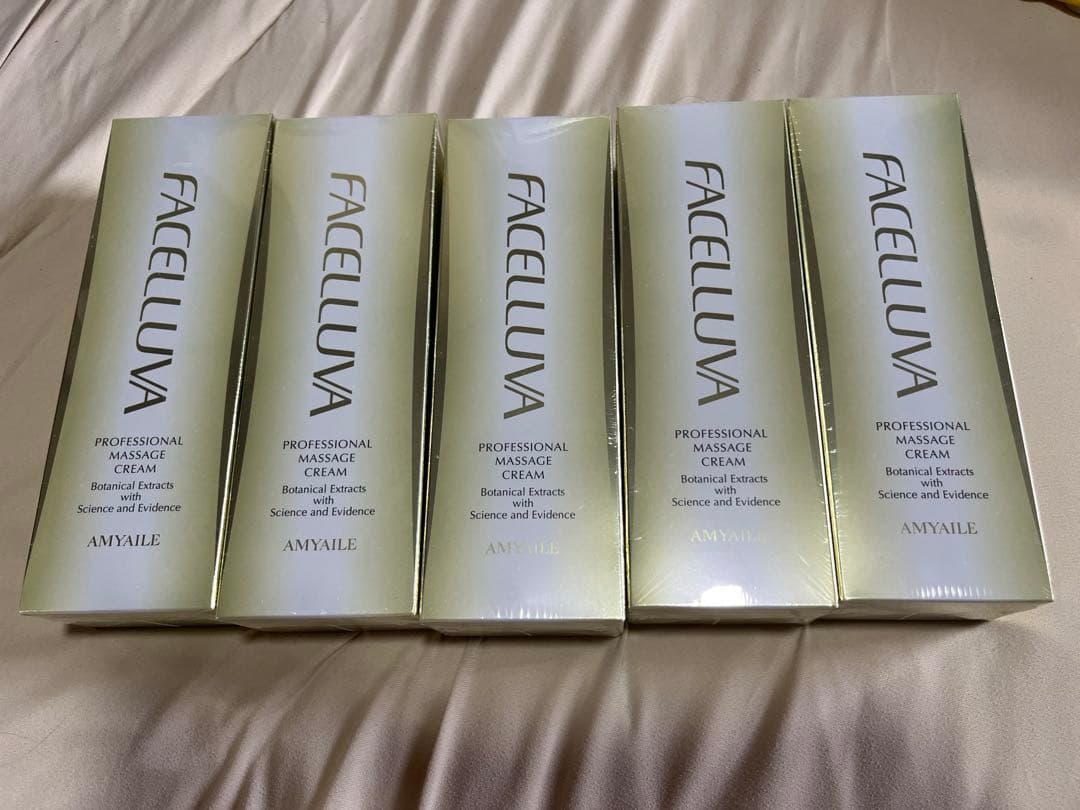 FACELLUVA
PROFESSIONAL
MASSAGE
CREAM
Botanical Extracts
with
Science and Evidence
AMYAILE
FACELLUVA
PROFESSIONAL
MASSAGE
CREAM
Botanical Extracts
with
Science and Evidence
AMYAILE
FACELLUVA
PROFESSIONAL
MASSAGE
CREAM
Botanical Extracts
with
Science and Evidence
AMYAILE
FACELLUVA
PROFESSIONAL
MASSAGE
CREAM
Botanical Extracts
with
Science and Evidence
AMYAILE
FACELLUVA
PROFESSIONAL
MASSAGE
CREAM
Botanical Extracts
with
Science and Evidence
AMYAILE